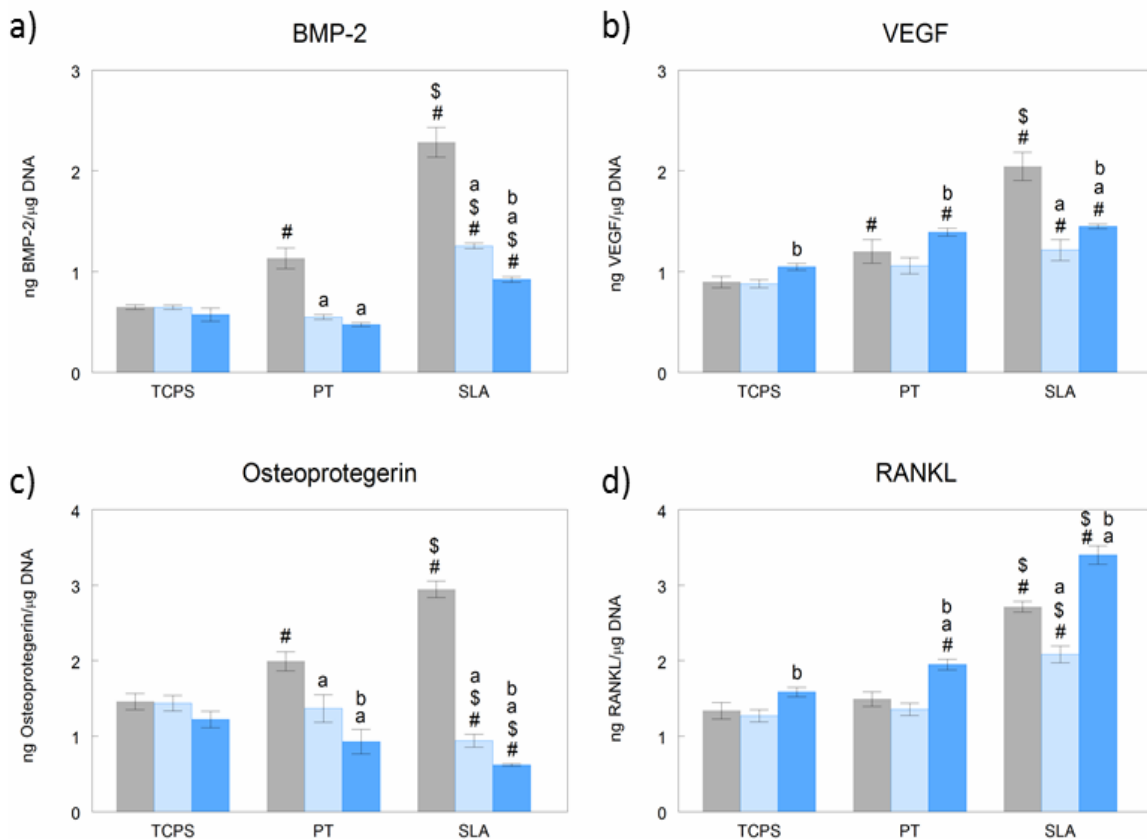 a)
BMP-2
ng BMP-2/µg DNA
3
2
1
0
#
a
a
$
#
a
$
#
b
a
$
#
TCPS PT SLA
b)
VEGF
ng VEGF/µg DNA
3
2
1
0
b
#
b
#
$
#
a
#
b
a
#
TCPS PT SLA
c)
Osteoprotegerin
ng Osteoprotegerin/µg DNA
4
3
2
1
0
#
a
b
a
$
#
a
$
#
b
a
$
#
TCPS PT SLA
d)
RANKL
ng RANKL/µg DNA
4
3
2
1
0
b
b
a
#
$
#
a
$
#
$ b
# a
TCPS PT SLA